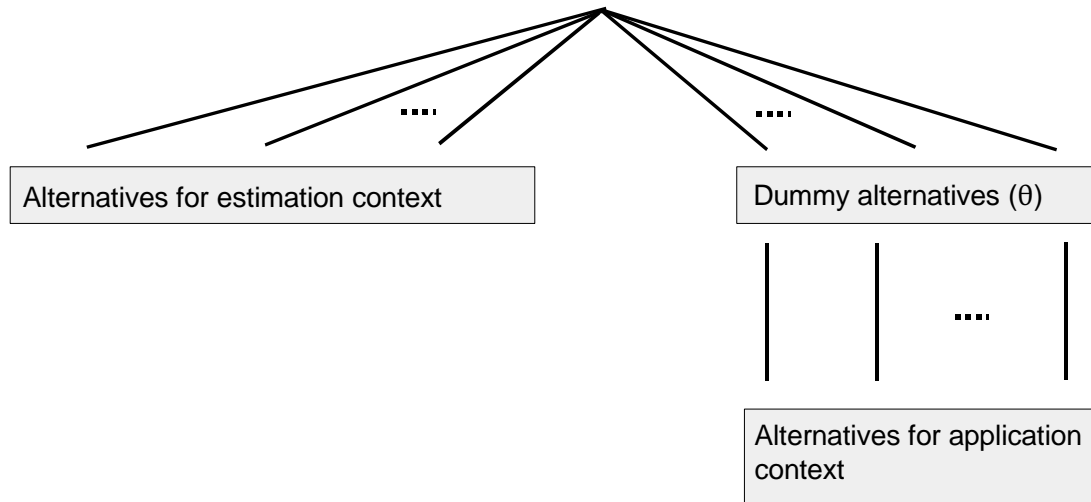 Alternatives for estimation context
Dummy alternatives (θ)
Alternatives for application
context